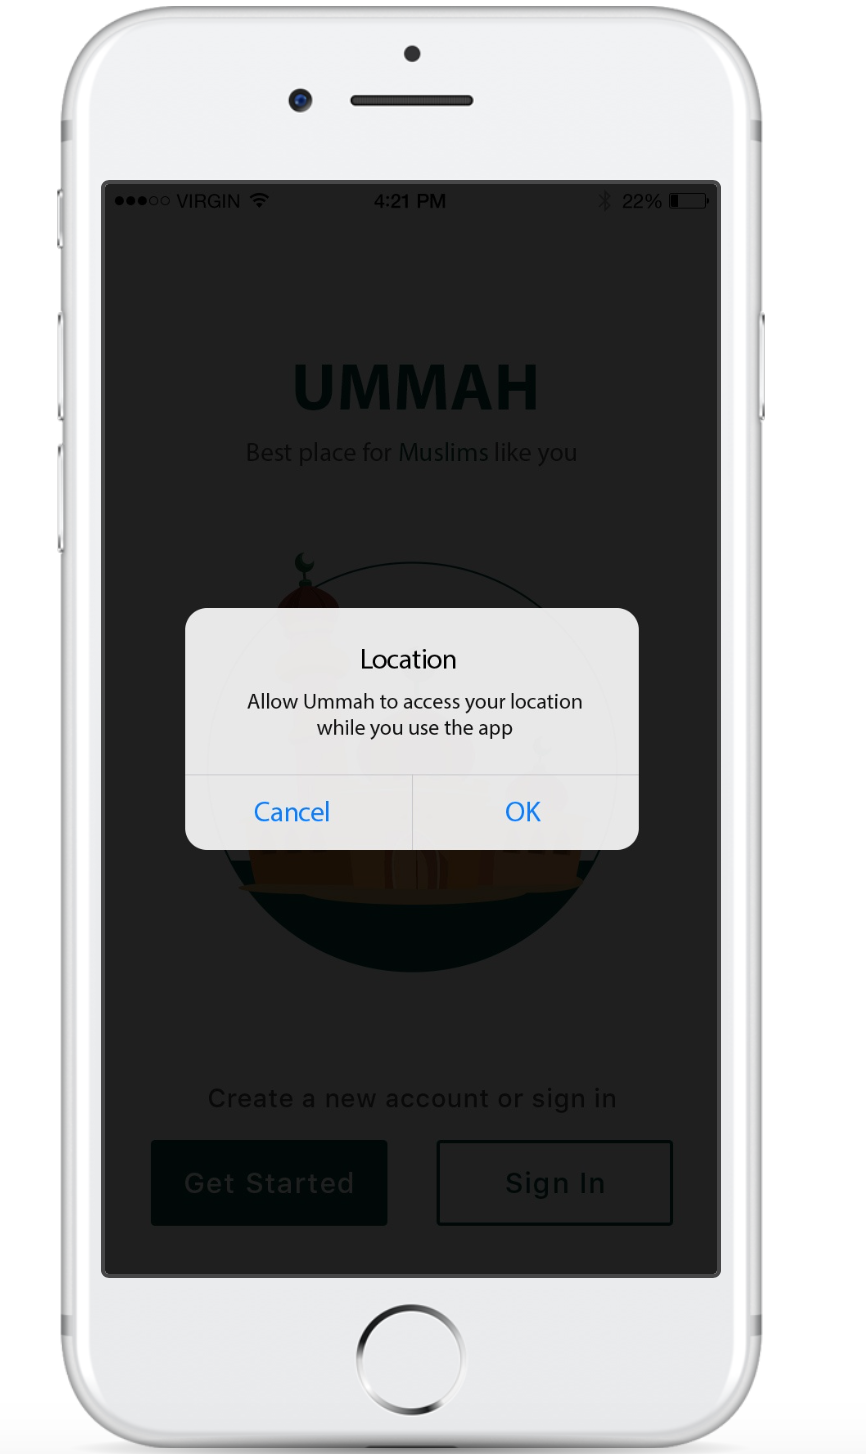 VIRGIN 4:21 PM 22%
UMMAH
Best place for Muslims like you
Location
Allow Ummah to access your location
while you use the app
Cancel OK
Create a new account or sign in
Get Started Sign In